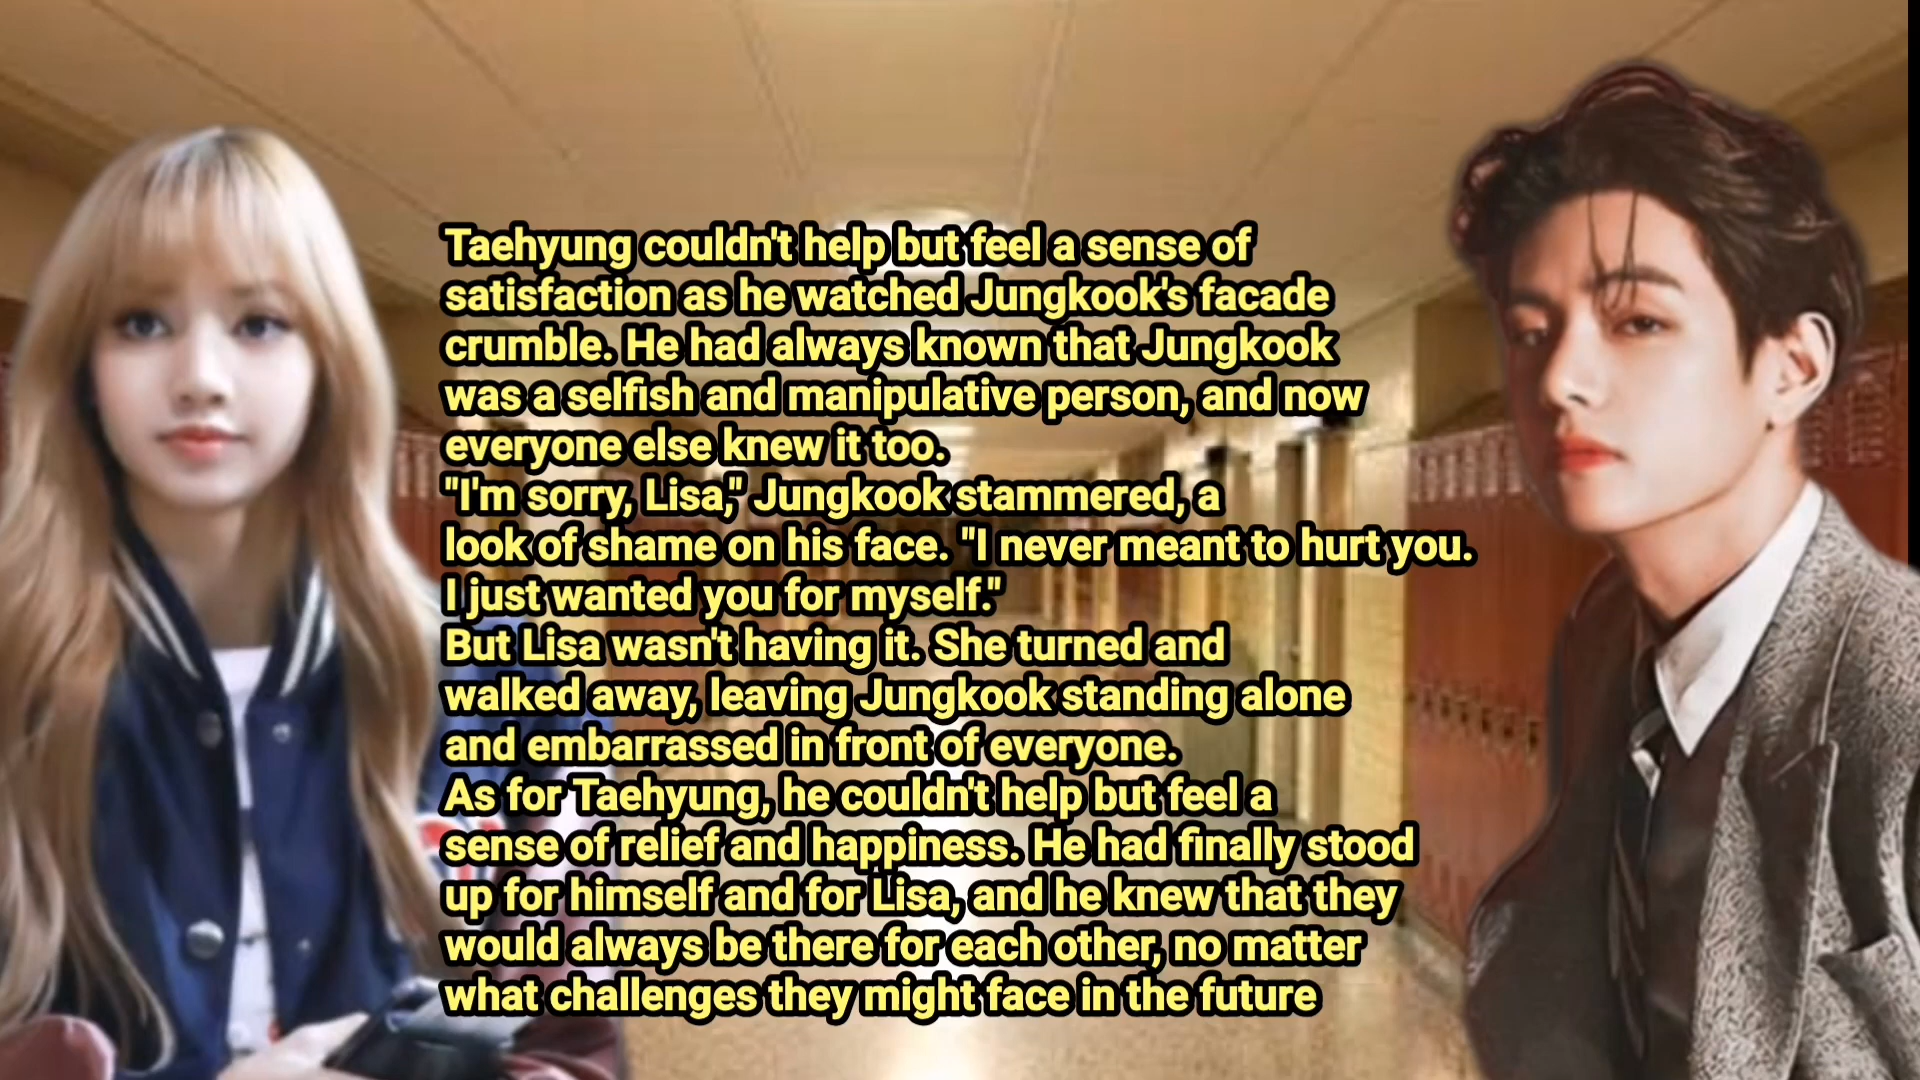 Taehyung couldn't help but feel a sense of
satisfaction as he watched Jungkook's facade
crumble. He had always known that Jungkook
was a selfish and manipulative person, and now
everyone else knew it too.
"I'm sorry, Lisa," Jungkook stammered, a
look of shame on his face. "I never meant to hurt you.
I just wanted you for myself."
But Lisa wasn't having it. She turned and
walked away, leaving Jungkook standing alone
and embarrassed in front of everyone.
As for Taehyung, he couldn't help but feel a
sense of relief and happiness. He had finally stood
up for himself and for Lisa, and he knew that they
would always be there for each other, no matter
what challenges they might face in the future